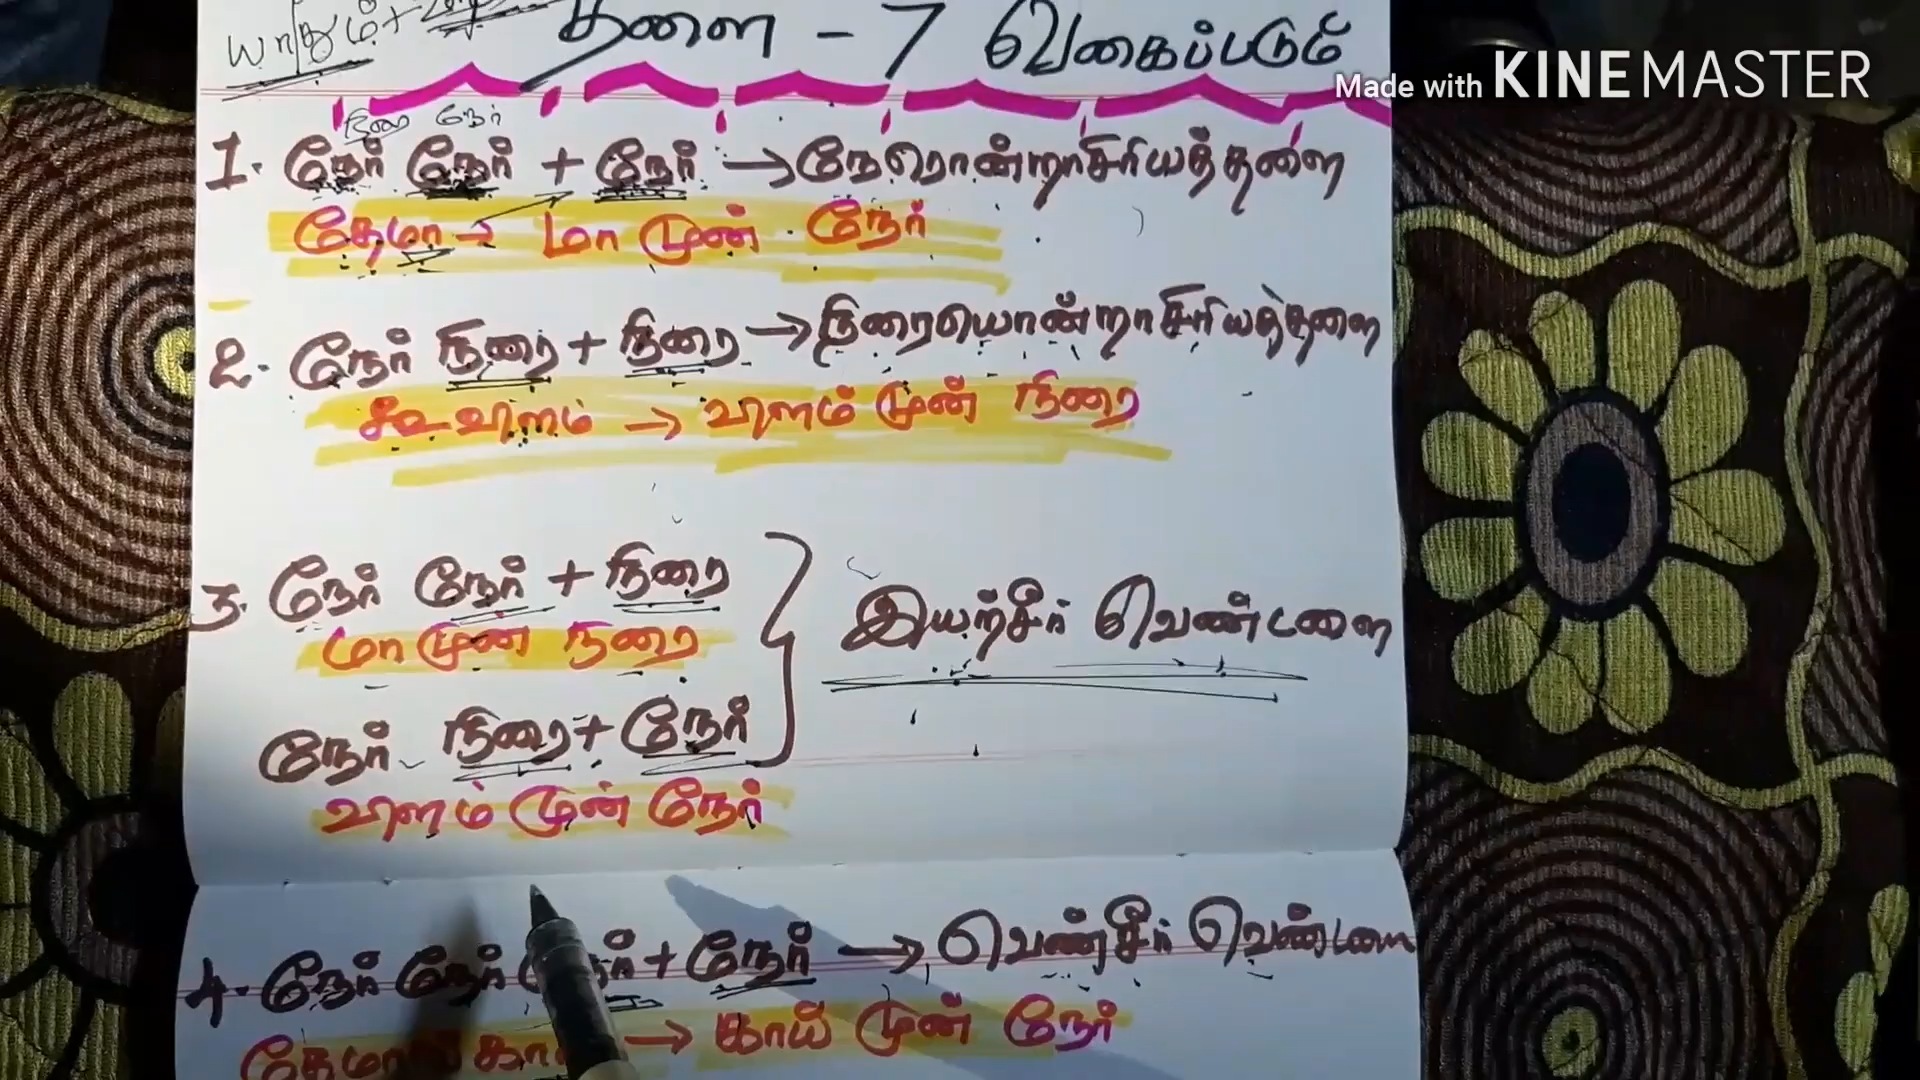 யாதும் +
தளை - 7 வகைப்படும்
Made with KINEMASTER
நிரை நேர்
1. நேர் நேர் + நேர் → நேரொன்றாசிரியத்தளை
தேமா → மா முன் நேர்
2. நேர் நிரை + நிரை → நிரையொன்றாசிரியத்தளை
கூவிளம் → விளம் முன் நிரை
3. நேர் நேர் + நிரை
மா முன் நிரை
இயற்சீர் வெண்டளை
நேர் நிரை + நேர்
விளம் முன் நேர்
4. நேர் நேர் நேர் + நேர் → வெண்சீர் வெண்டளை
→ காய் முன் நேர்